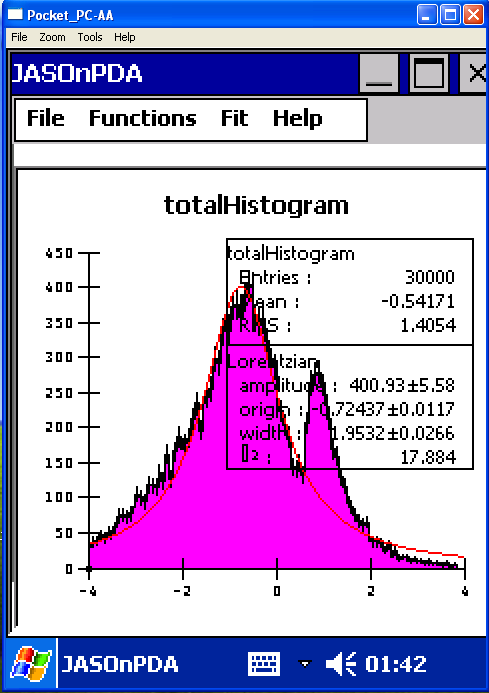 Pocket_PC-AA
File Zoom Tools Help
JASOnPDA
File Functions Fit Help
totalHistogram
totalHistogram
Entries : 30000
Mean : -0.54171
RMS : 1.4054
Lorentzian
amplitude : 400.93±5.58
origin : -0.72437±0.0117
width : 1.9532±0.0266
2 : 17.884
450
400
350
300
250
200
150
100
50
0
-4 -2 0 2 4
JASOnPDA 01:42